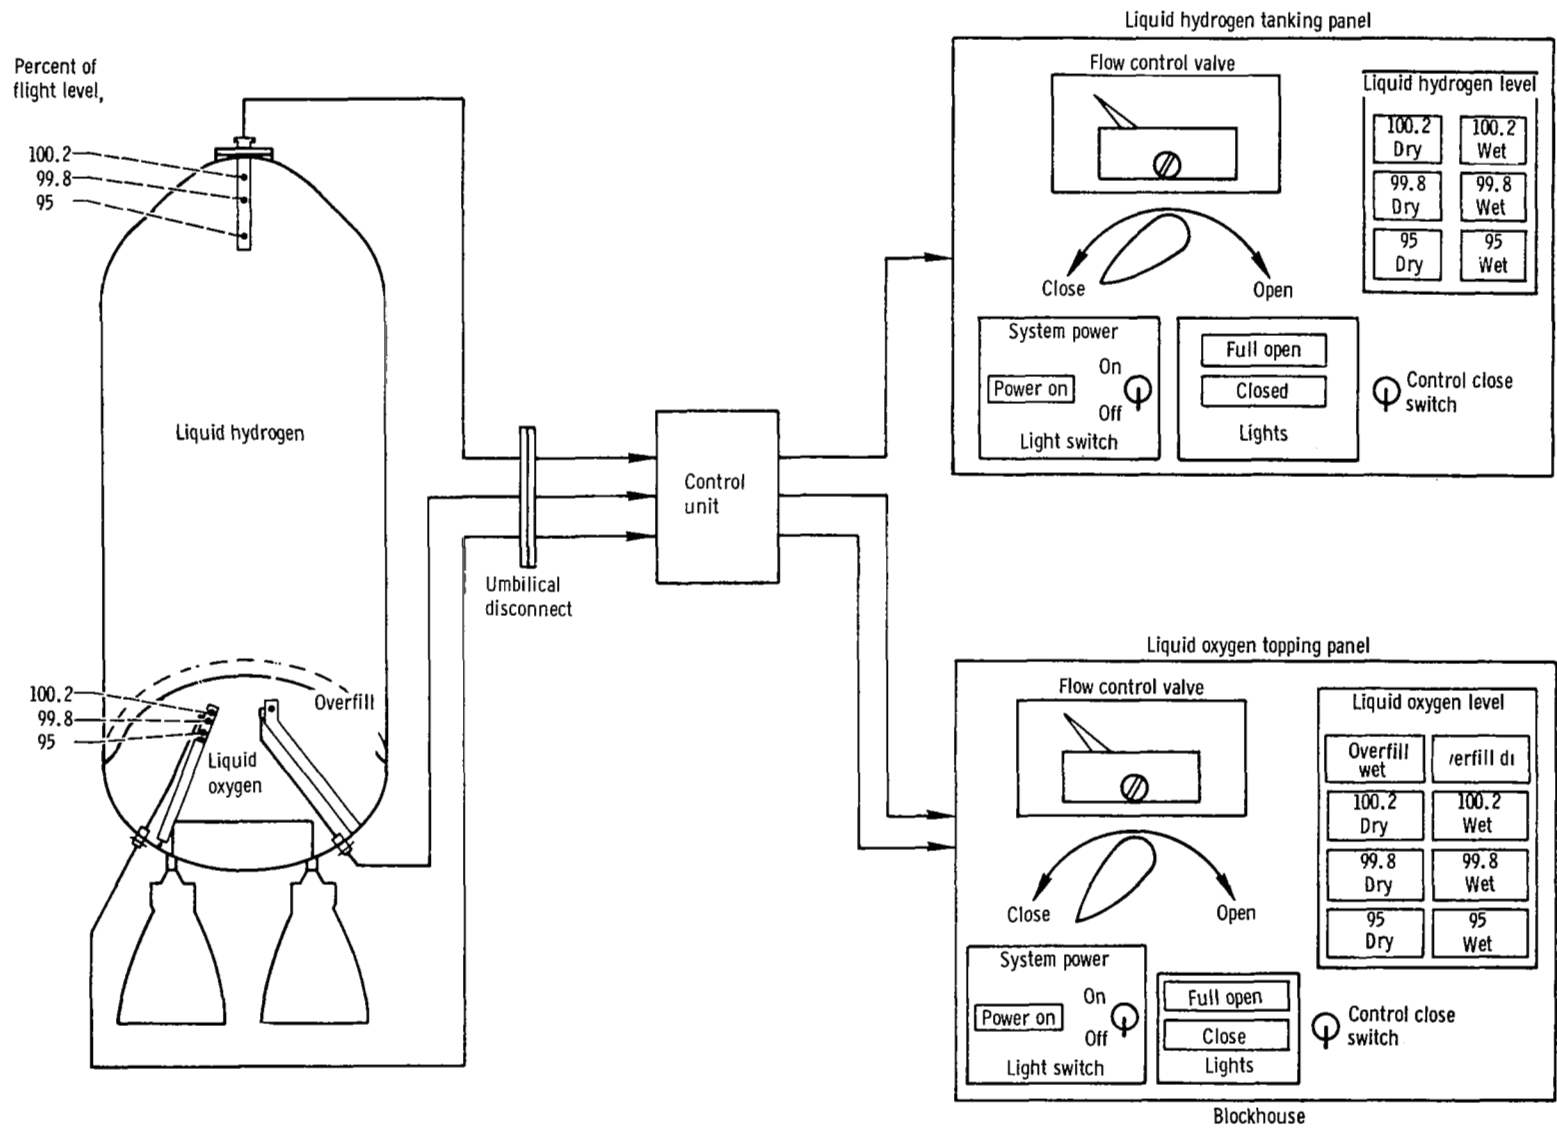 Percent of
flight level,
100.2
99.8
95
Liquid hydrogen
100.2
99.8
95
Overfill
Liquid
oxygen
Umbilical
disconnect
Control
unit
Liquid hydrogen tanking panel
Flow control valve
Liquid hydrogen level
100.2
Dry
100.2
Wet
99.8
Dry
99.8
Wet
95
Dry
95
Wet
Close
Open
System power
On
Power on
Off
Light switch
Full open
Closed
Lights
Control close
switch
Liquid oxygen topping panel
Flow control valve
Liquid oxygen level
Overfill
wet
100.2
Dry
100.2
Wet
99.8
Dry
99.8
Wet
95
Dry
95
Wet
Close
Open
System power
On
Power on
Off
Light switch
Full open
Close
Lights
Control close
switch
Blockhouse